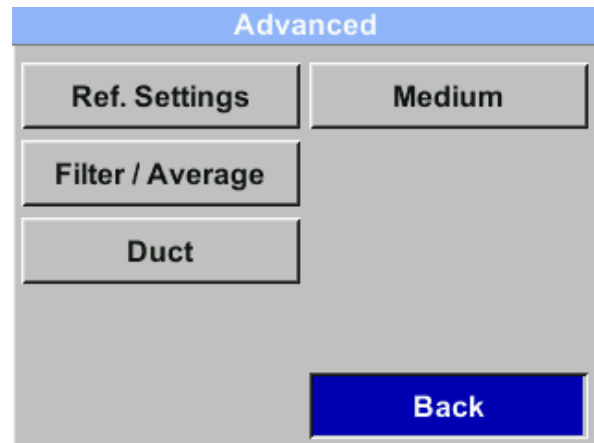 Advanced
Ref. Settings
Medium
Filter / Average
Duct
Back